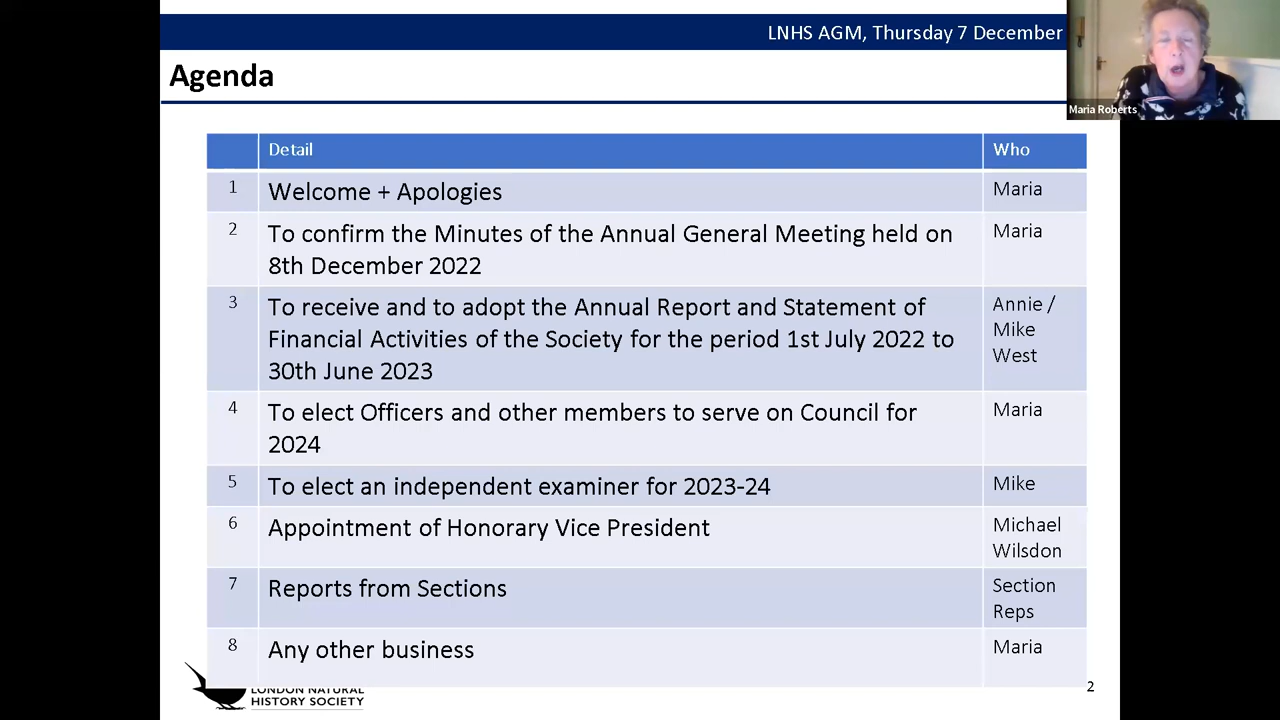 LNHS AGM, Thursday 7 December
Agenda
Maria Roberts
Detail Who
1 Welcome + Apologies Maria
2 To confirm the Minutes of the Annual General Meeting held on Maria
8th December 2022
3 To receive and to adopt the Annual Report and Statement of Annie /
Financial Activities of the Society for the period 1st July 2022 to Mike
30th June 2023 West
4 To elect Officers and other members to serve on Council for Maria
2024
5 To elect an independent examiner for 2023-24 Mike
6 Appointment of Honorary Vice President Michael
Wilsdon
7 Reports from Sections Section
Reps
8 Any other business Maria
LONDON NATURAL
HISTORY SOCIETY
2